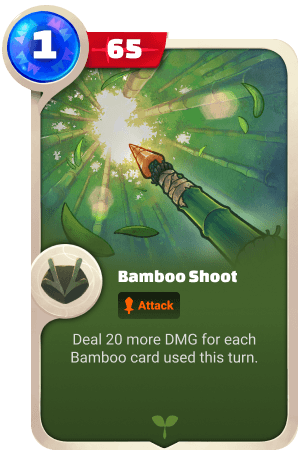 1
65
Bamboo Shoot
Attack
Deal 20 more DMG for each
Bamboo card used this turn.